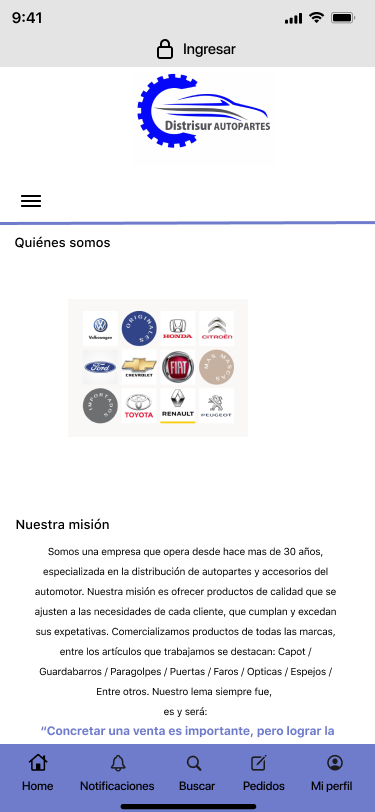 9:41
Ingresar
Distrisur AUTOPARTES
Quiénes somos
Volkswagen
ORIGINALES
HONDA
CITROËN
Ford
CHEVROLET
FIAT
MAS MARCAS
IMPORTADOS
TOYOTA
RENAULT
PEUGEOT
Nuestra misión
Somos una empresa que opera desde hace mas de 30 años,
especializada en la distribución de autopartes y accesorios del
automotor. Nuestra misión es ofrecer productos de calidad que se
ajusten a las necesidades de cada cliente, que cumplan y excedan
sus expetativas. Comercializamos productos de todas las marcas,
entre los artículos que trabajamos se destacan: Capot /
Guardabarros / Paragolpes / Puertas / Faros / Opticas / Espejos /
Entre otros. Nuestro lema siempre fue,
es y será:
“Concretar una venta es importante, pero lograr la
Home
Notificaciones
Buscar
Pedidos
Mi perfil